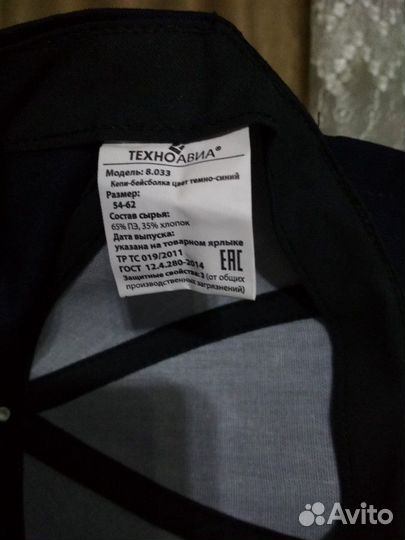 ТЕХНОАВИА®
Модель: 8.033
Кепи-бейсболка цвет темно-синий
Размер:
54-62
Состав сырья:
65% ПЭ, 35% хлопок
Дата выпуска:
указана на товарном ярлыке
ТР ТС 019/2011
ГОСТ 12.4.280-2014
Защитные свойства: З (от общих
производственных загрязнений)
EAC
Avito